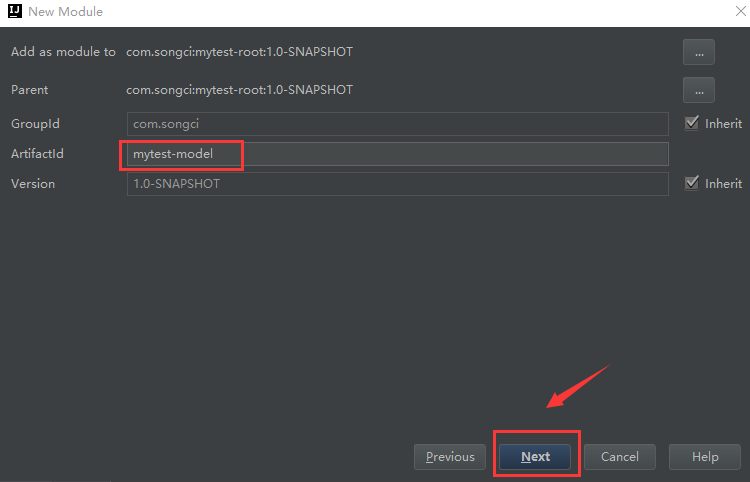 New Module
Add as module to com.songci:mytest-root:1.0-SNAPSHOT ...
Parent com.songci:mytest-root:1.0-SNAPSHOT ...
GroupId com.songci Inherit
ArtifactId mytest-model
Version 1.0-SNAPSHOT Inherit
Previous Next Cancel Help